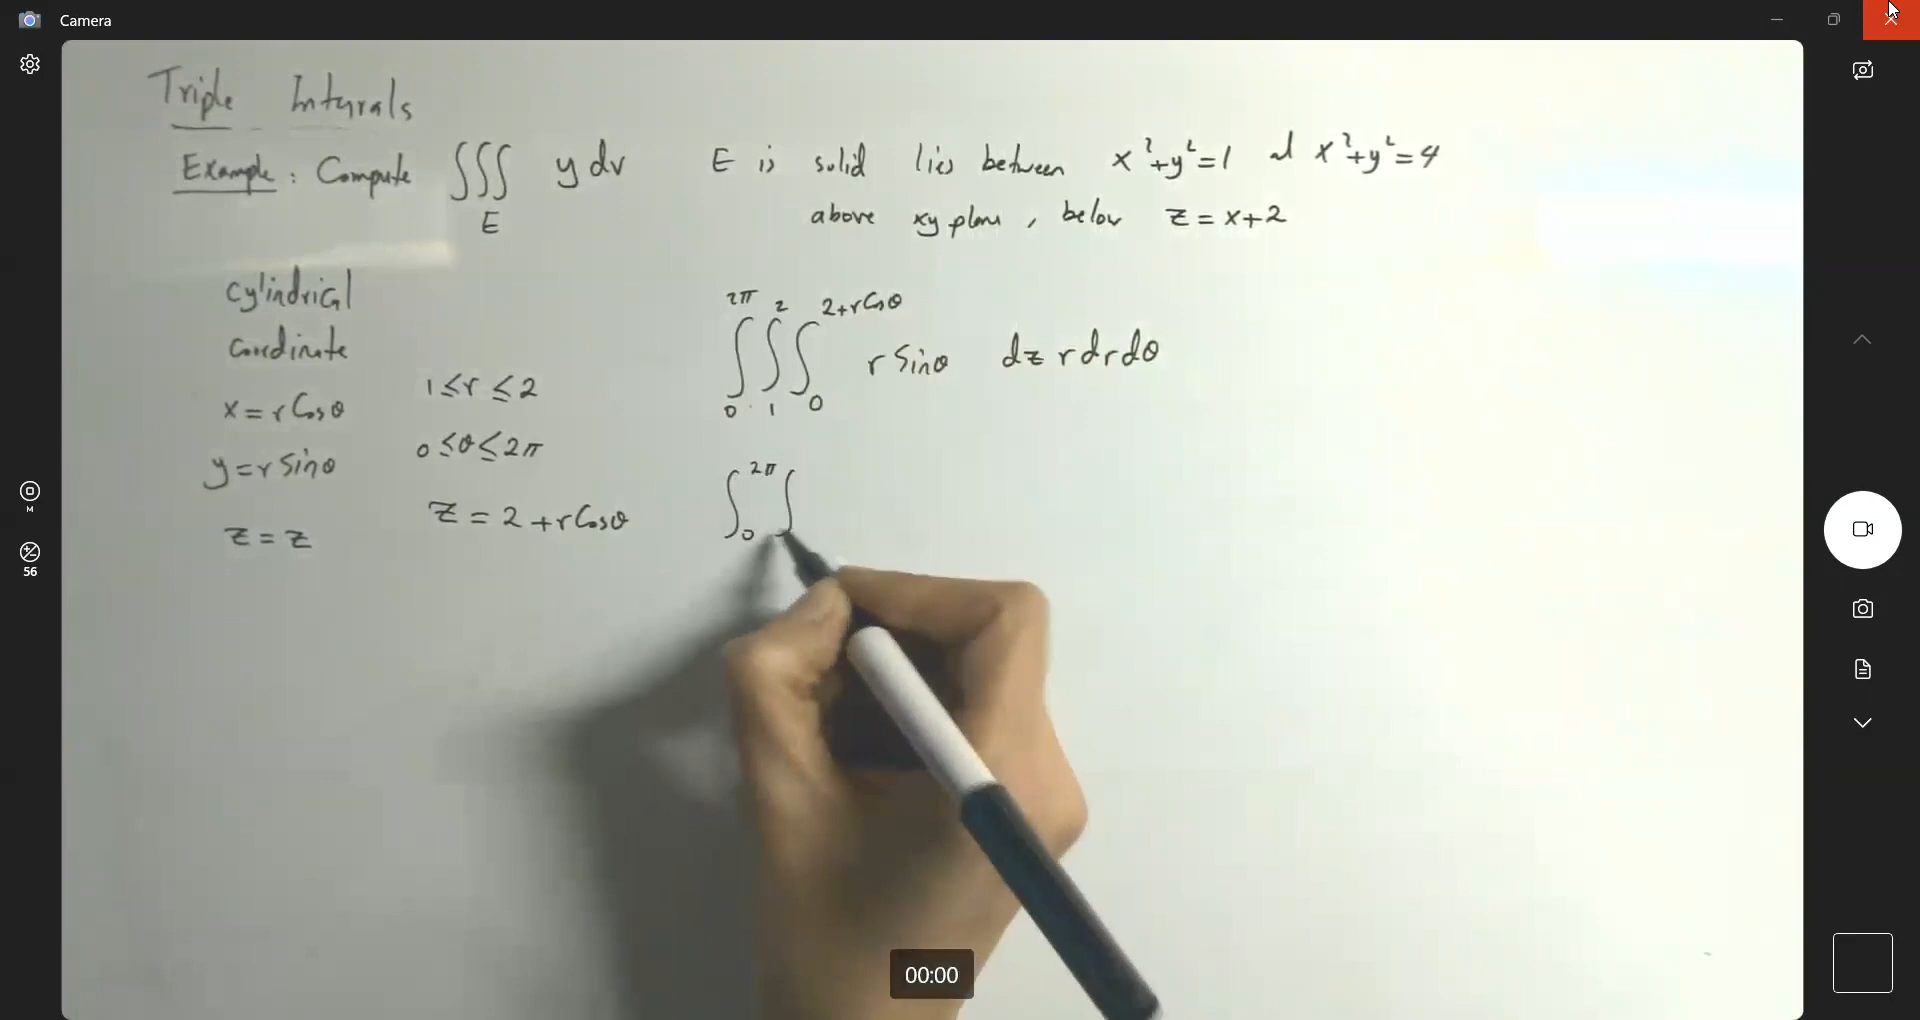 Camera
Triple Integrals
Example: Compute ∭ y dv E is solid lies between x²+y²=1 and x²+y²=4
E
above xy plane, below z = x+2
cylindrical
coordinate
x = r Cosθ
y = r Sinθ
z = z
1 ≤ r ≤ 2
0 ≤ θ ≤ 2π
z = 2 + r Cosθ
2π 2 2+rCosθ
∫∫∫ r Sinθ dz r dr dθ
0 1 0
2π
∫ ∫
0
M
56
00:00